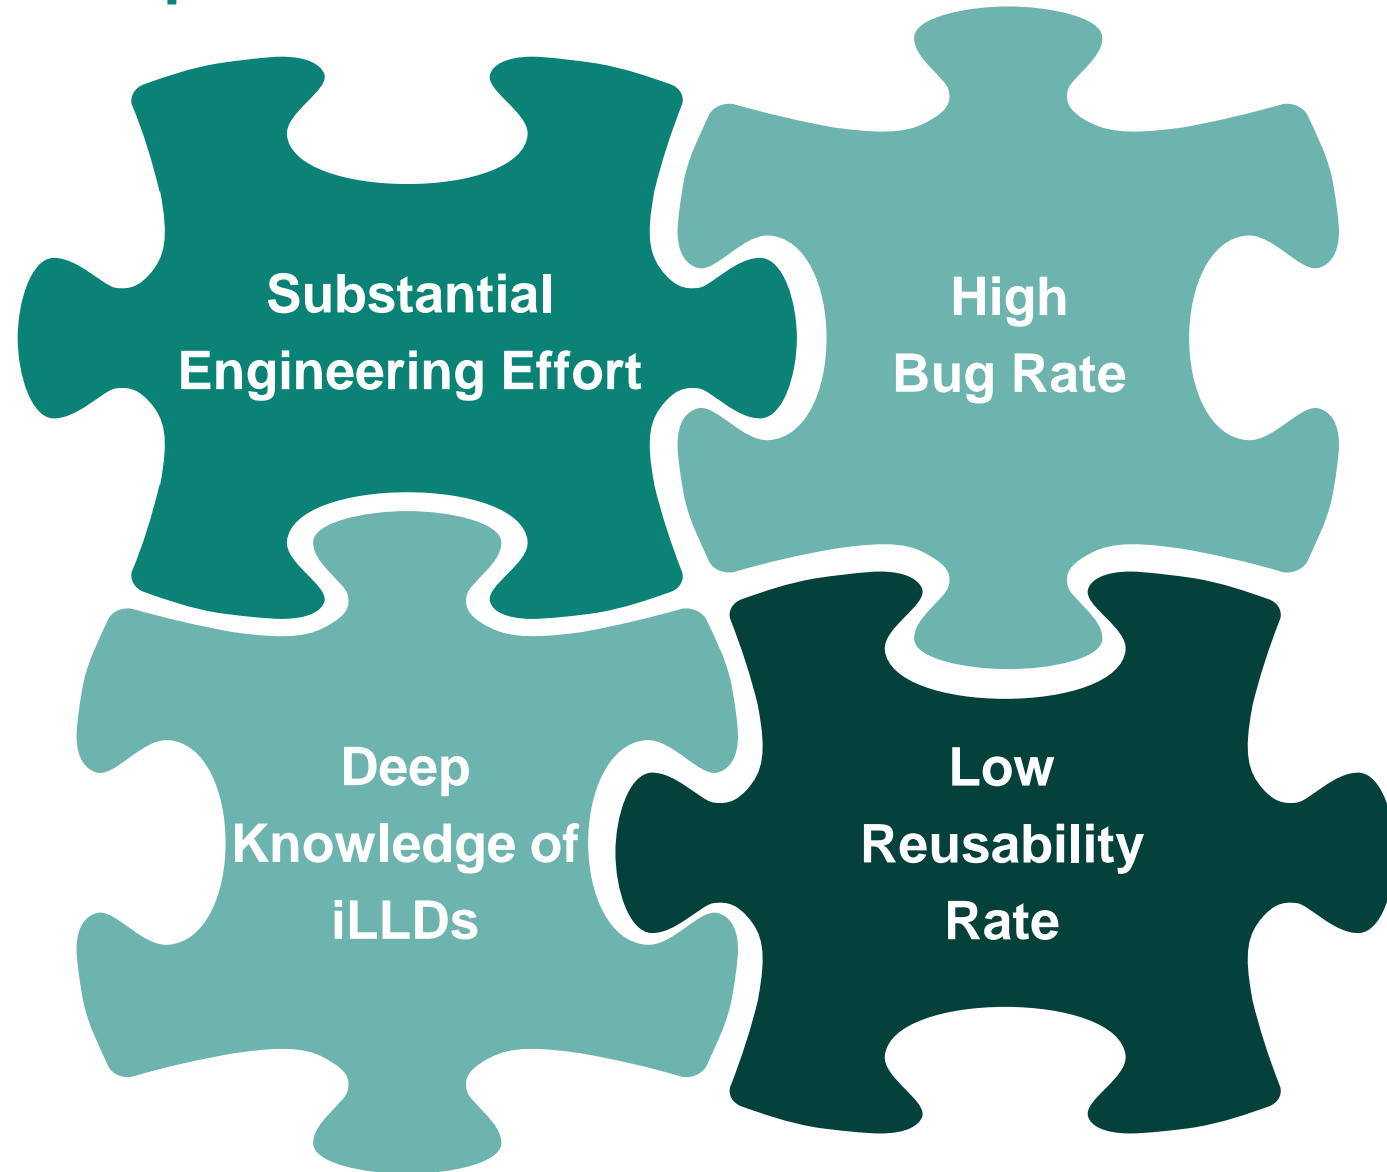 Substantial
Engineering Effort
High
Bug Rate
Deep
Knowledge of
iLLDs
Low
Reusability
Rate